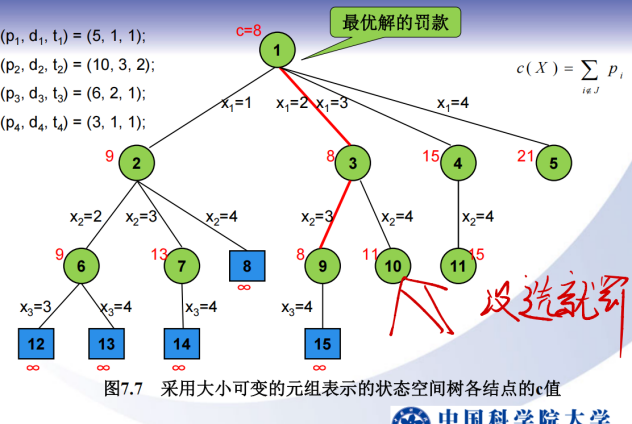 最优解的罚款
c=8
1
(p₁, d₁, t₁) = (5, 1, 1);
(p₂, d₂, t₂) = (10, 3, 2);
(p₃, d₃, t₃) = (6, 2, 1);
(p₄, d₄, t₄) = (3, 1, 1);
c(X) = ∑ pᵢ
i∉J
x₁=1 x₁=2 x₁=3 x₁=4
9 2 8 3 15 4 21 5
x₂=2 x₂=3 x₂=4 x₂=3 x₂=4 x₂=4
9 6 13 7 8 8 9 11 10 11 15
∞
x₃=3 x₃=4 x₃=4 x₃=4
12 13 14 15
∞ ∞ ∞ ∞
没选就罚
图7.7 采用大小可变的元组表示的状态空间树各结点的c值
中国科学院大学